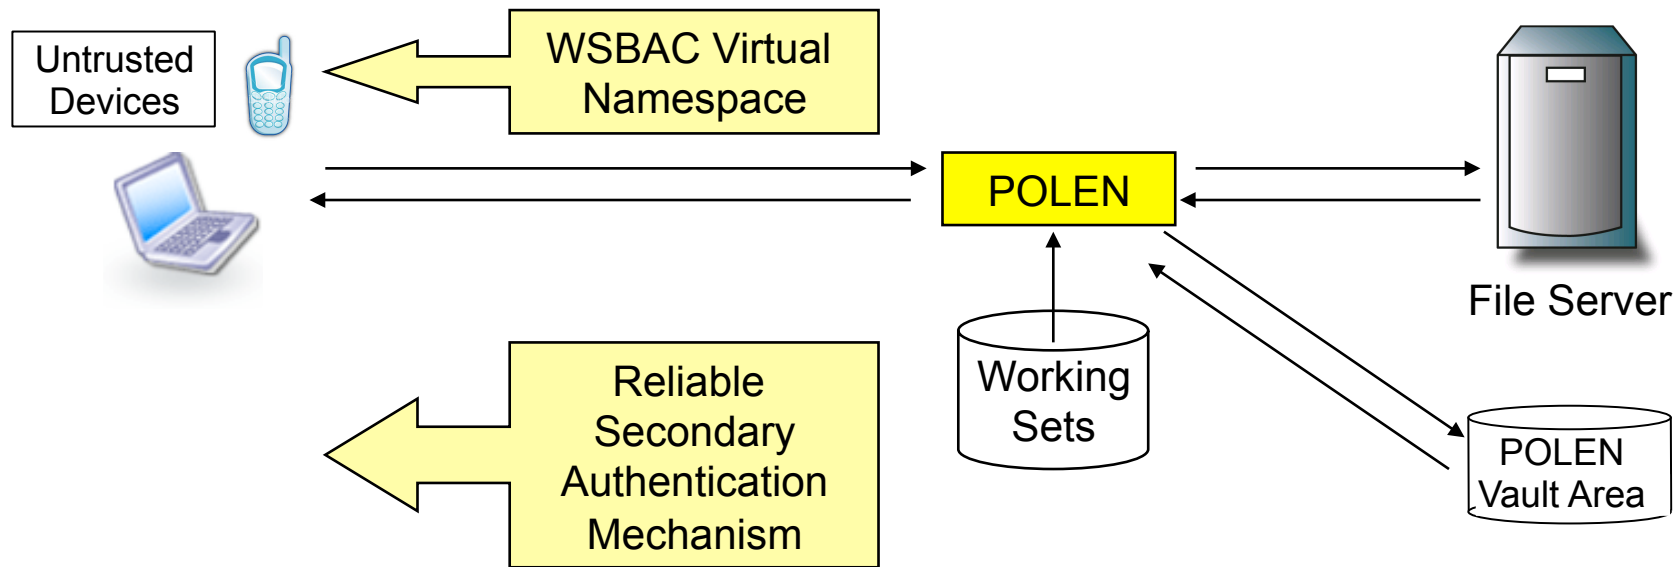 Untrusted
Devices
WSBAC Virtual
Namespace
POLEN
File Server
Working
Sets
Reliable
Secondary
Authentication
Mechanism
POLEN
Vault Area